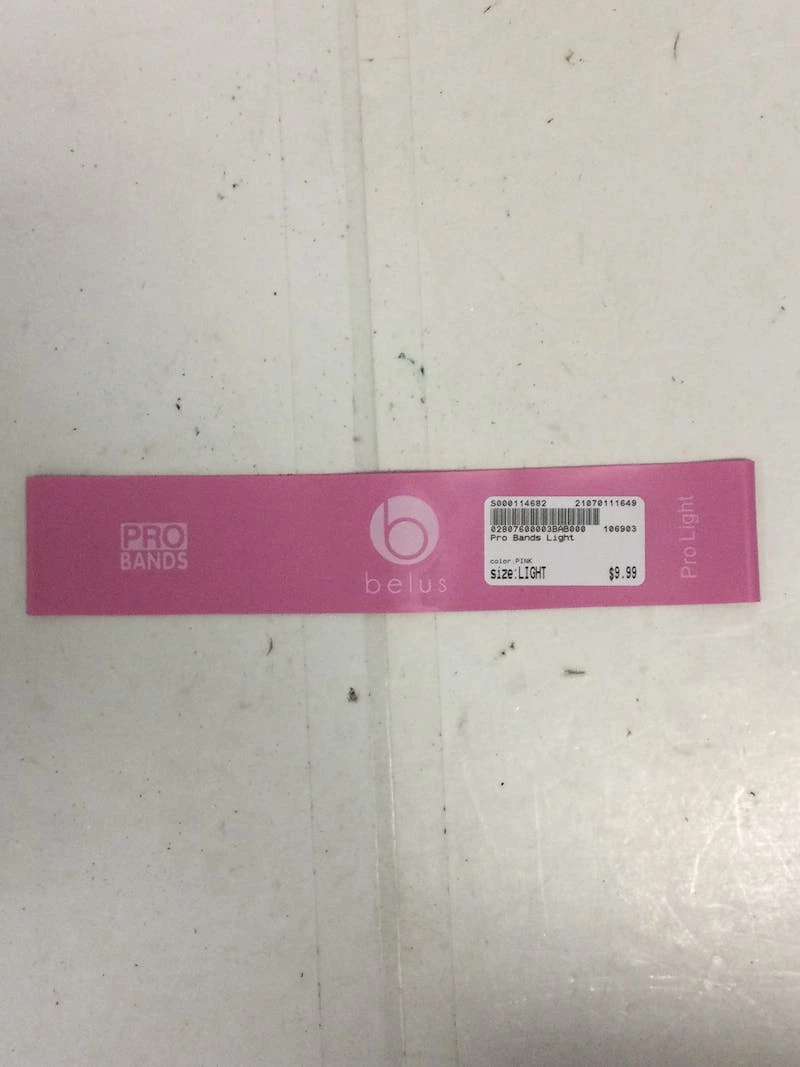 PRO
BANDS
b
belus
S000114682 21070111649
02807600003BAB000 106903
Pro Bands Light
color:PINK
size:LIGHT $9.99
Pro Light